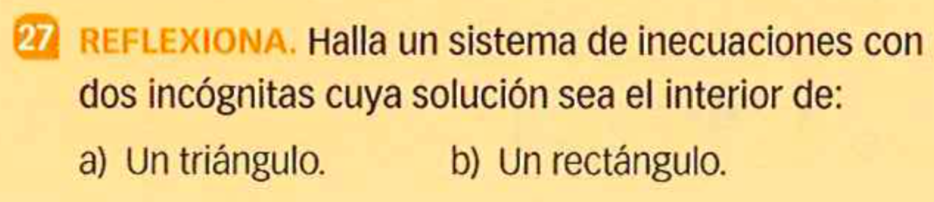 27 REFLEXIONA. Halla un sistema de inecuaciones con
dos incógnitas cuya solución sea el interior de:
a) Un triángulo. b) Un rectángulo.